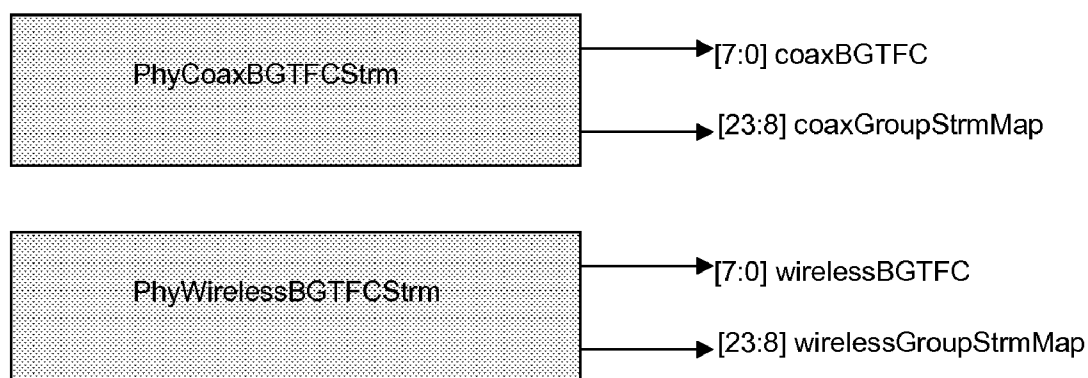 PhyCoaxBGTFCStrm
[7:0] coaxBGTFC
[23:8] coaxGroupStrmMap
PhyWirelessBGTFCStrm
[7:0] wirelessBGTFC
[23:8] wirelessGroupStrmMap